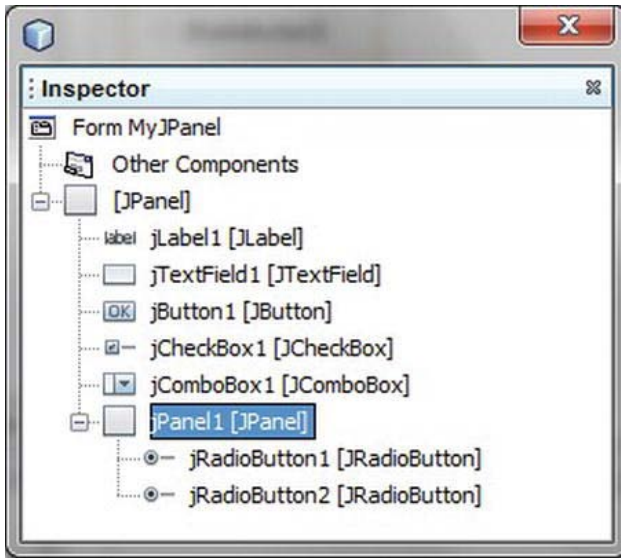 Inspector
Form MyJPanel
Other Components
[JPanel]
label jLabel1 [JLabel]
jTextField1 [JTextField]
OK jButton1 [JButton]
jCheckBox1 [JCheckBox]
jComboBox1 [JComboBox]
jPanel1 [JPanel]
jRadioButton1 [JRadioButton]
jRadioButton2 [JRadioButton]